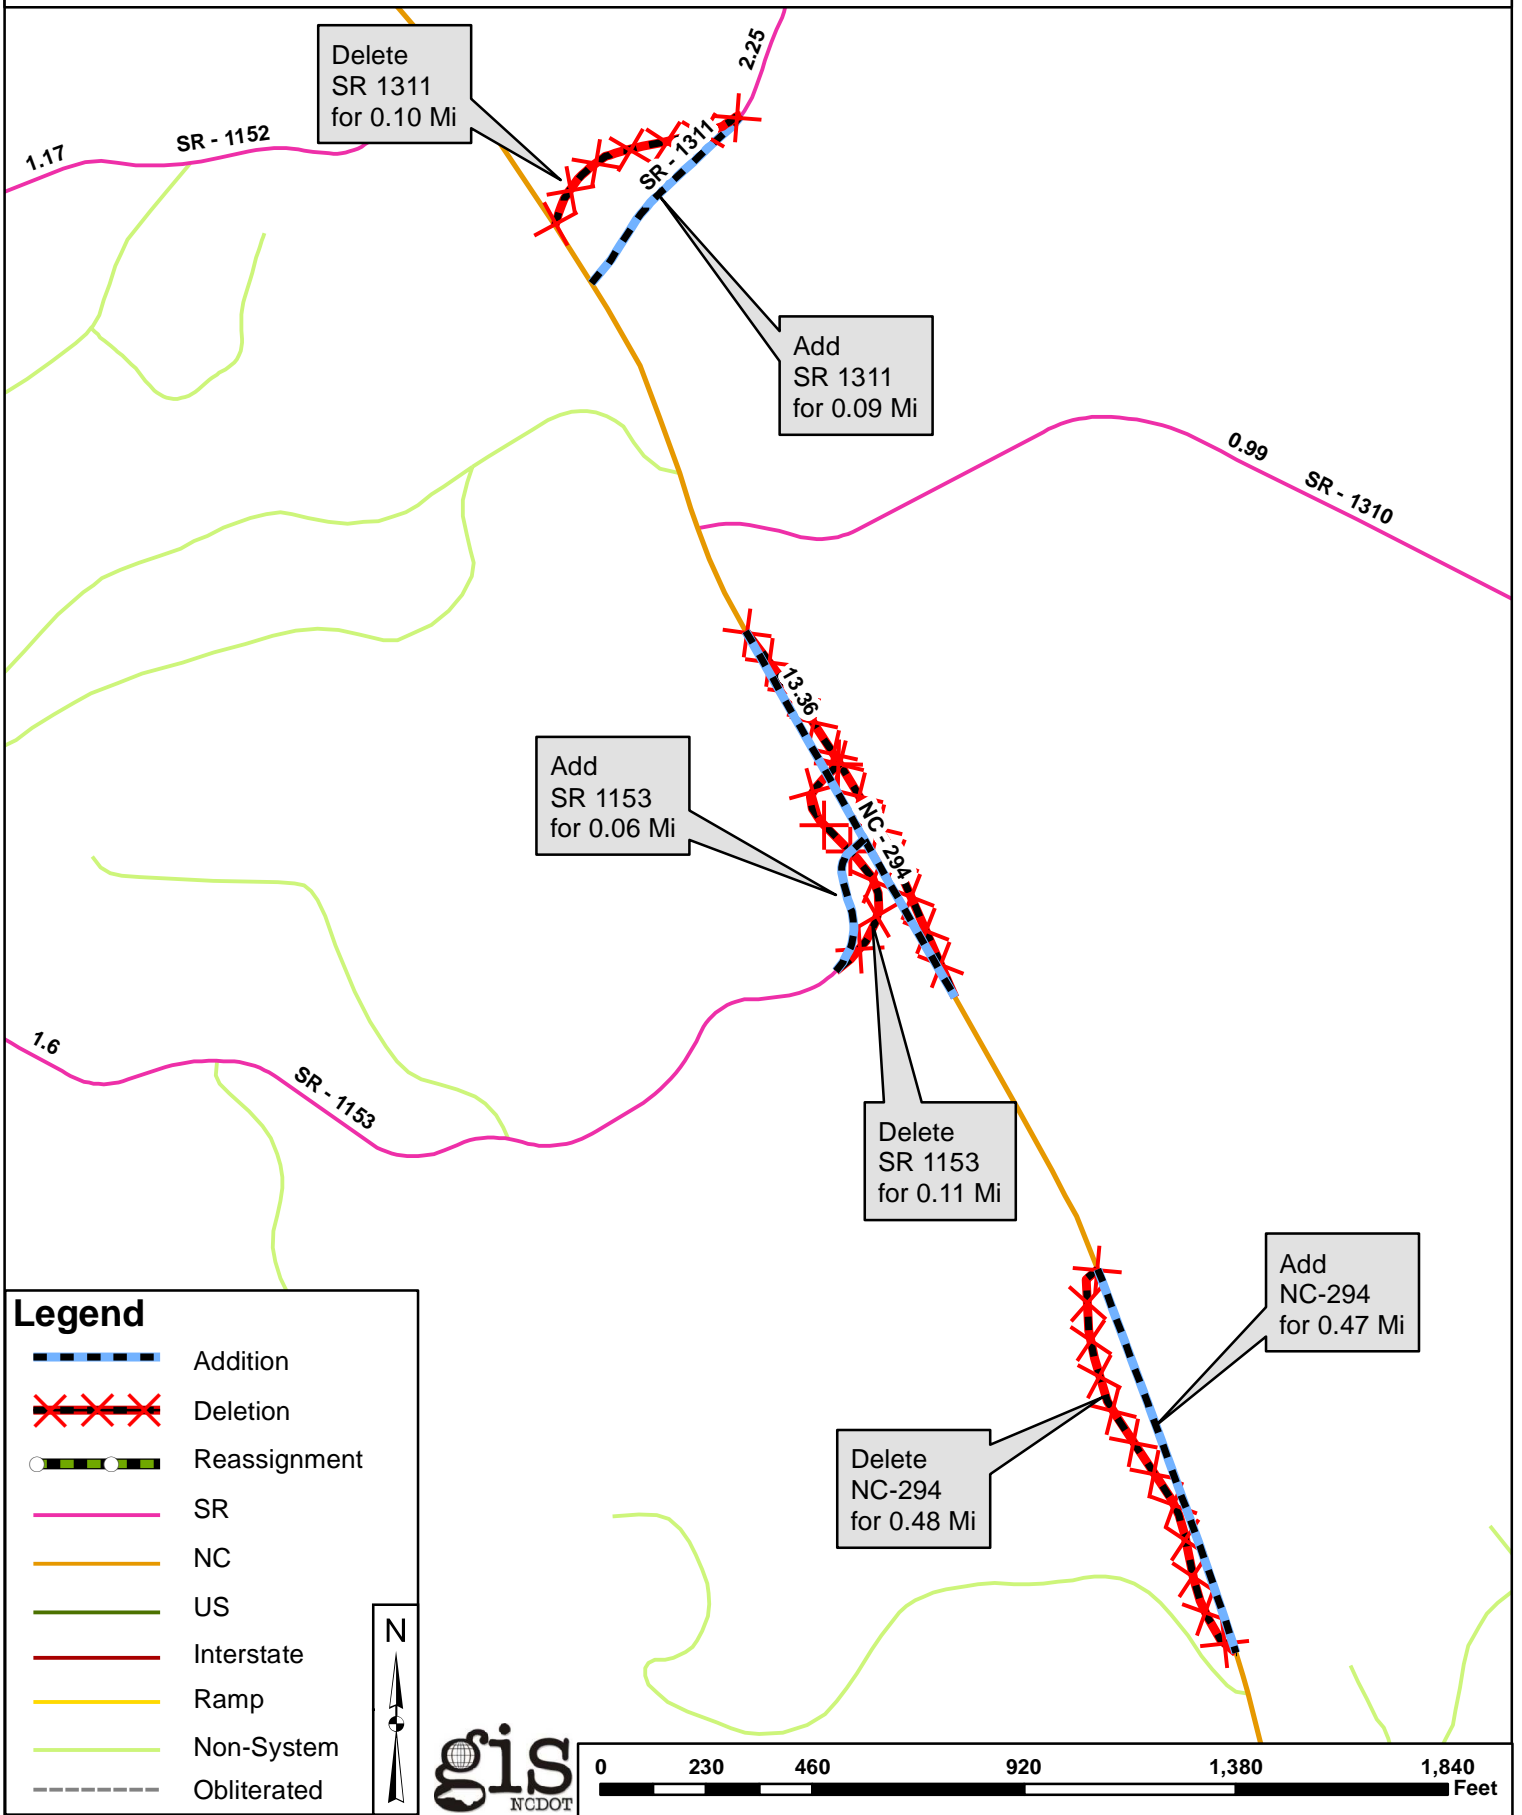 2.25
Delete
SR 1311
for 0.10 Mi
SR - 1152
1.17
SR - 1311
Add
SR 1311
for 0.09 Mi
0.99
SR - 1310
13.36
Add
SR 1153
for 0.06 Mi
NC - 294
1.6
SR - 1153
Delete
SR 1153
for 0.11 Mi
Add
NC-294
for 0.47 Mi
Delete
NC-294
for 0.48 Mi
Legend
Addition
Deletion
Reassignment
SR
NC
US
Interstate
Ramp
Non-System
Obliterated
N
gis
NCDOT
0 230 460 920 1,380 1,840
Feet